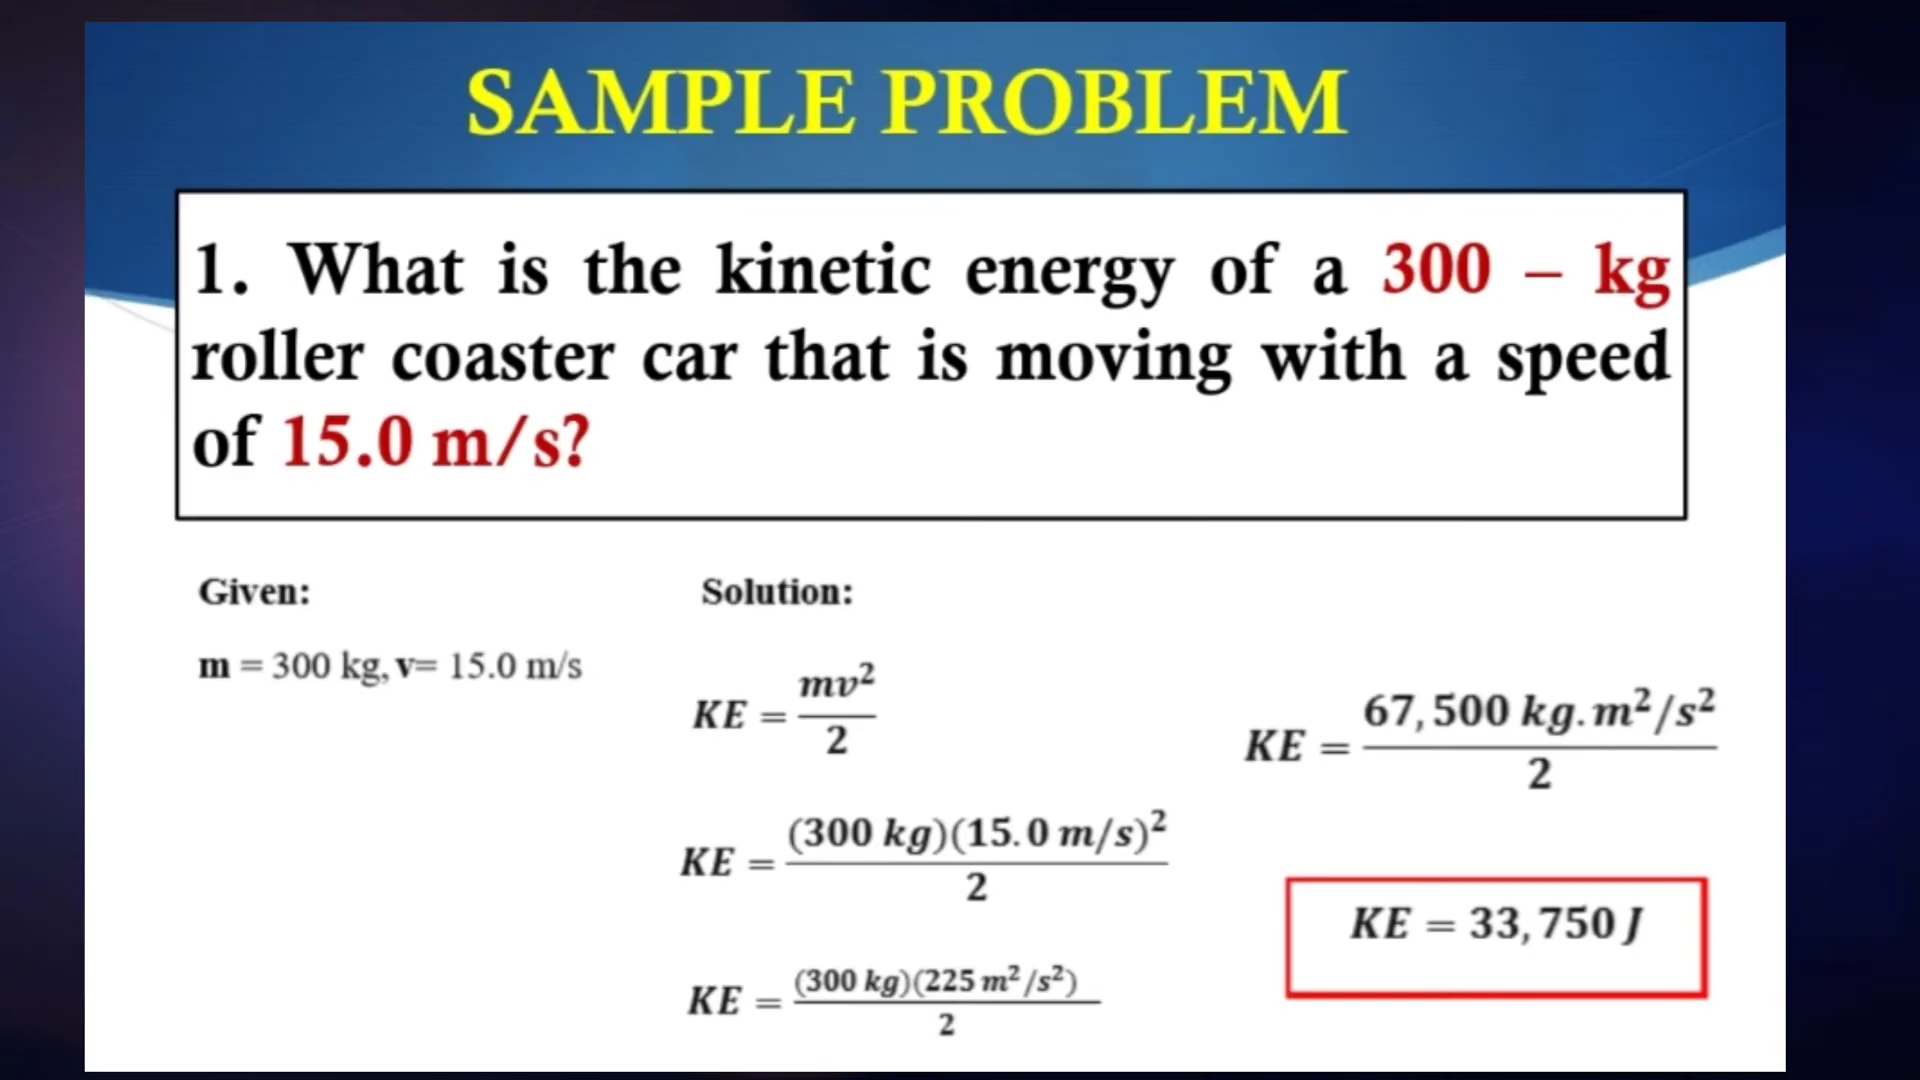 SAMPLE PROBLEM
1. What is the kinetic energy of a 300 – kg
roller coaster car that is moving with a speed
of 15.0 m/s?
Given:
m = 300 kg, v= 15.0 m/s
Solution:
KE = mv²/2
KE = (300 kg)(15.0 m/s)²/2
KE = (300 kg)(225 m²/s²)/2
KE = 67,500 kg.m²/s²/2
KE = 33,750 J